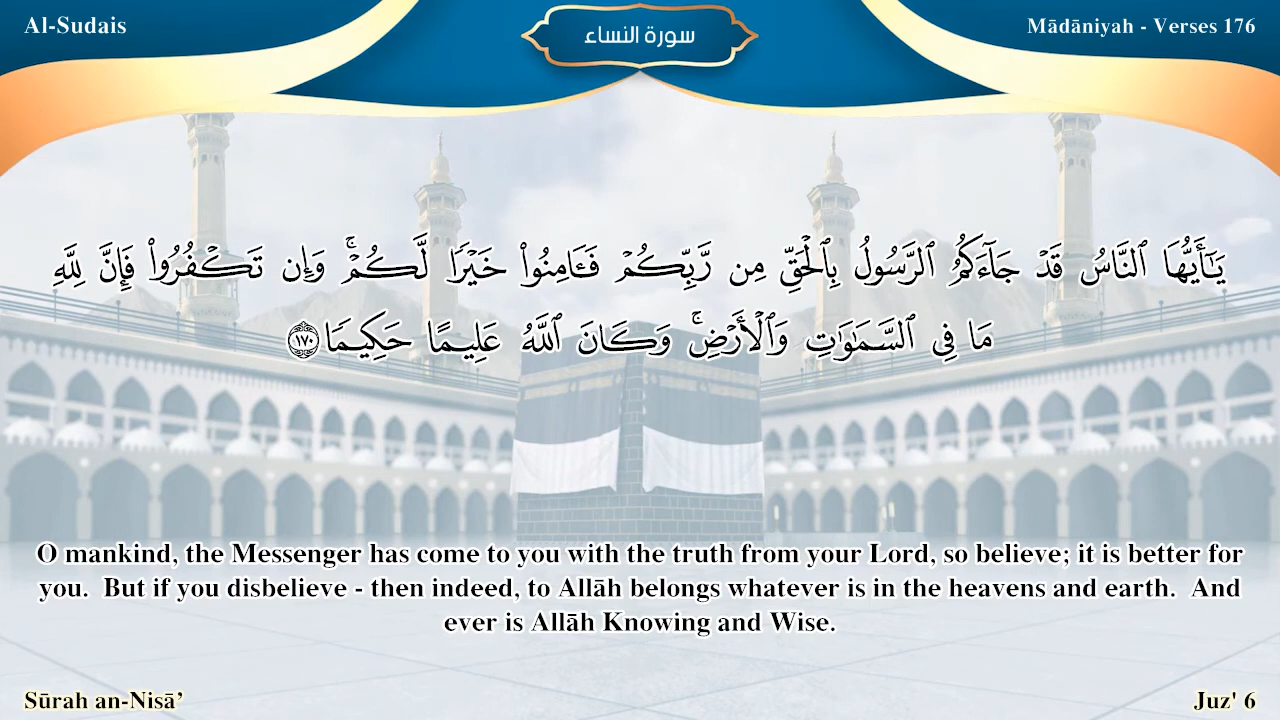 Al-Sudais
سورة النساء
Mādāniyah - Verses 176
يَـٰٓأَيُّهَا ٱلنَّاسُ قَدْ جَآءَكُمُ ٱلرَّسُولُ بِٱلْحَقِّ مِن رَّبِّكُمْ فَـَٔامِنُوا۟ خَيْرًا لَّكُمْ ۚ وَإِن تَكْفُرُوا۟ فَإِنَّ لِلَّهِ
مَا فِى ٱلسَّمَـٰوَٰتِ وَٱلْأَرْضِ ۚ وَكَانَ ٱللَّهُ عَلِيمًا حَكِيمًا ١٧٠
O mankind, the Messenger has come to you with the truth from your Lord, so believe; it is better for
you.  But if you disbelieve - then indeed, to Allāh belongs whatever is in the heavens and earth.  And
ever is Allāh Knowing and Wise.
Sūrah an-Nisā’
Juz' 6